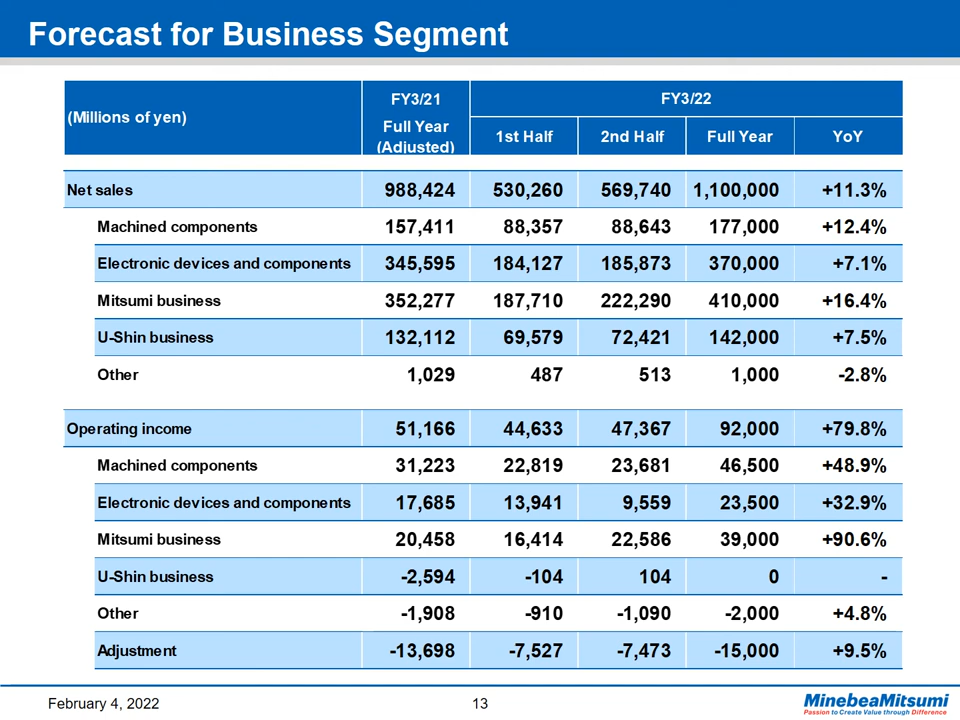 Forecast for Business Segment
(Millions of yen) FY3/21 Full Year (Adjusted) FY3/22
1st Half 2nd Half Full Year YoY
Net sales 988,424 530,260 569,740 1,100,000 +11.3%
Machined components 157,411 88,357 88,643 177,000 +12.4%
Electronic devices and components 345,595 184,127 185,873 370,000 +7.1%
Mitsumi business 352,277 187,710 222,290 410,000 +16.4%
U-Shin business 132,112 69,579 72,421 142,000 +7.5%
Other 1,029 487 513 1,000 -2.8%
Operating income 51,166 44,633 47,367 92,000 +79.8%
Machined components 31,223 22,819 23,681 46,500 +48.9%
Electronic devices and components 17,685 13,941 9,559 23,500 +32.9%
Mitsumi business 20,458 16,414 22,586 39,000 +90.6%
U-Shin business -2,594 -104 104 0 -
Other -1,908 -910 -1,090 -2,000 +4.8%
Adjustment -13,698 -7,527 -7,473 -15,000 +9.5%
February 4, 2022 13 MinebeaMitsumi
Passion to Create Value through Difference